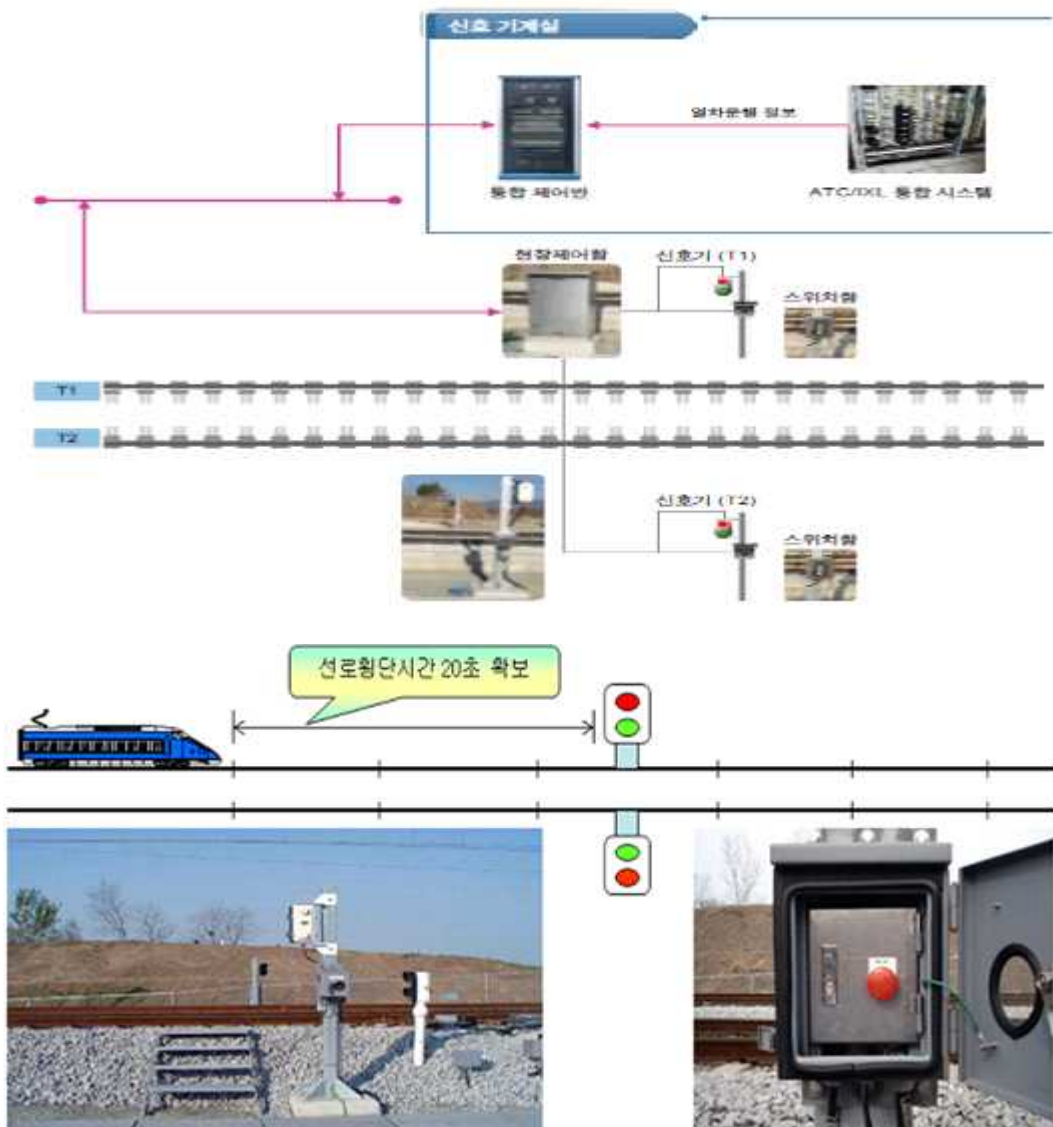 신호 기계실
열차운행 정보
통합 제어반
ATC/IXL 통합 시스템
현장제어함
신호기 (T1)
스위치함
T1
T2
신호기 (T2)
스위치함
선로횡단시간 20초 확보